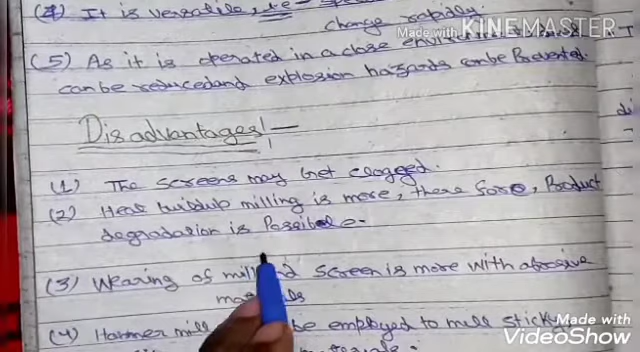 (4) It is versatile, i.e - speed
change rapidly.
Made with KINEMASTER
(5) As it is operated in a close
can be reduced and explosion hazards can be Prevented.
Disadvantages! -
(1) The screens may Get clogged.
(2) Heat buildup milling is more, there fore, Product
degradation is Possible.
(3) Wearing of mill and screen is more with abrasive
(4) Hammer mill be employed to mill sticky
Made with
VideoShow